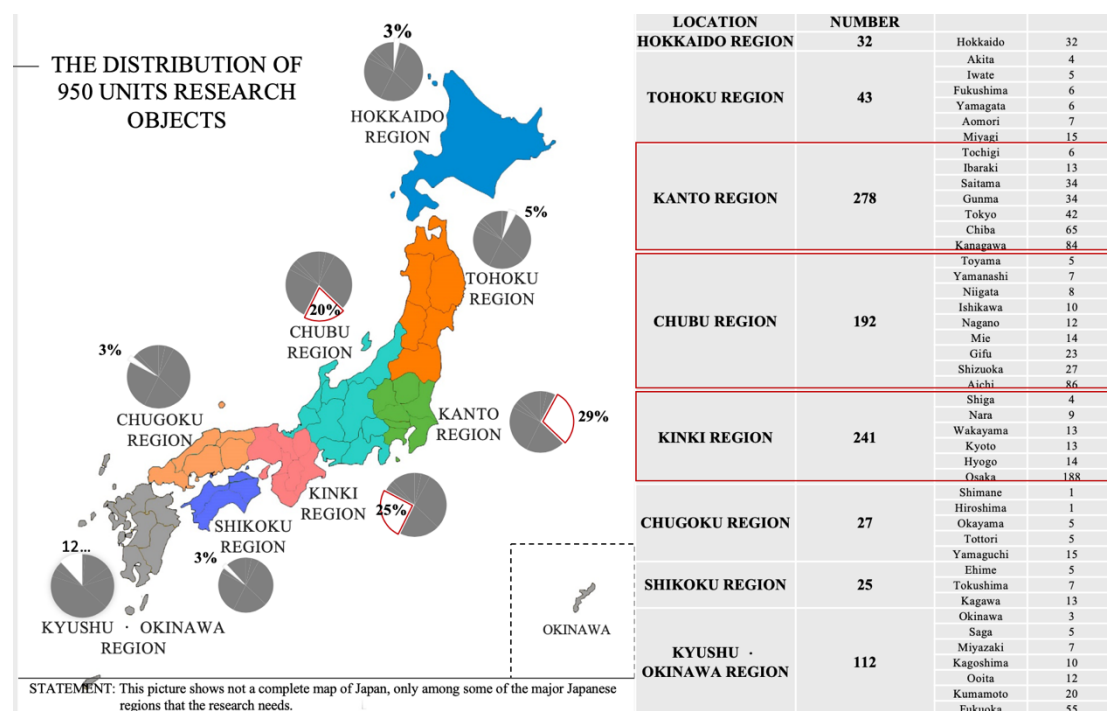 THE DISTRIBUTION OF
950 UNITS RESEARCH
OBJECTS
3%
HOKKAIDO
REGION
5%
TOHOKU
REGION
20%
CHUBU
REGION
3%
CHUGOKU
REGION
KANTO
REGION
29%
KINKI
REGION
25%
SHIKOKU
REGION
3%
12...
KYUSHU · OKINAWA
REGION
OKINAWA
STATEMENT: This picture shows not a complete map of Japan, only among some of the major Japanese
regions that the research needs.
LOCATION NUMBER
HOKKAIDO REGION 32 Hokkaido 32
TOHOKU REGION 43
Akita 4
Iwate 5
Fukushima 6
Yamagata 6
Aomori 7
Miyagi 15
KANTO REGION 278
Tochigi 6
Ibaraki 13
Saitama 34
Gunma 34
Tokyo 42
Chiba 65
Kanagawa 84
CHUBU REGION 192
Toyama 5
Yamanashi 7
Niigata 8
Ishikawa 10
Nagano 12
Mie 14
Gifu 23
Shizuoka 27
Aichi 86
KINKI REGION 241
Shiga 4
Nara 9
Wakayama 13
Kyoto 13
Hyogo 14
Osaka 188
CHUGOKU REGION 27
Shimane 1
Hiroshima 1
Okayama 5
Tottori 5
Yamaguchi 15
SHIKOKU REGION 25
Ehime 5
Tokushima 7
Kagawa 13
KYUSHU ·
OKINAWA REGION 112
Okinawa 3
Saga 5
Miyazaki 7
Kagoshima 10
Ooita 12
Kumamoto 20
Fukuoka 55